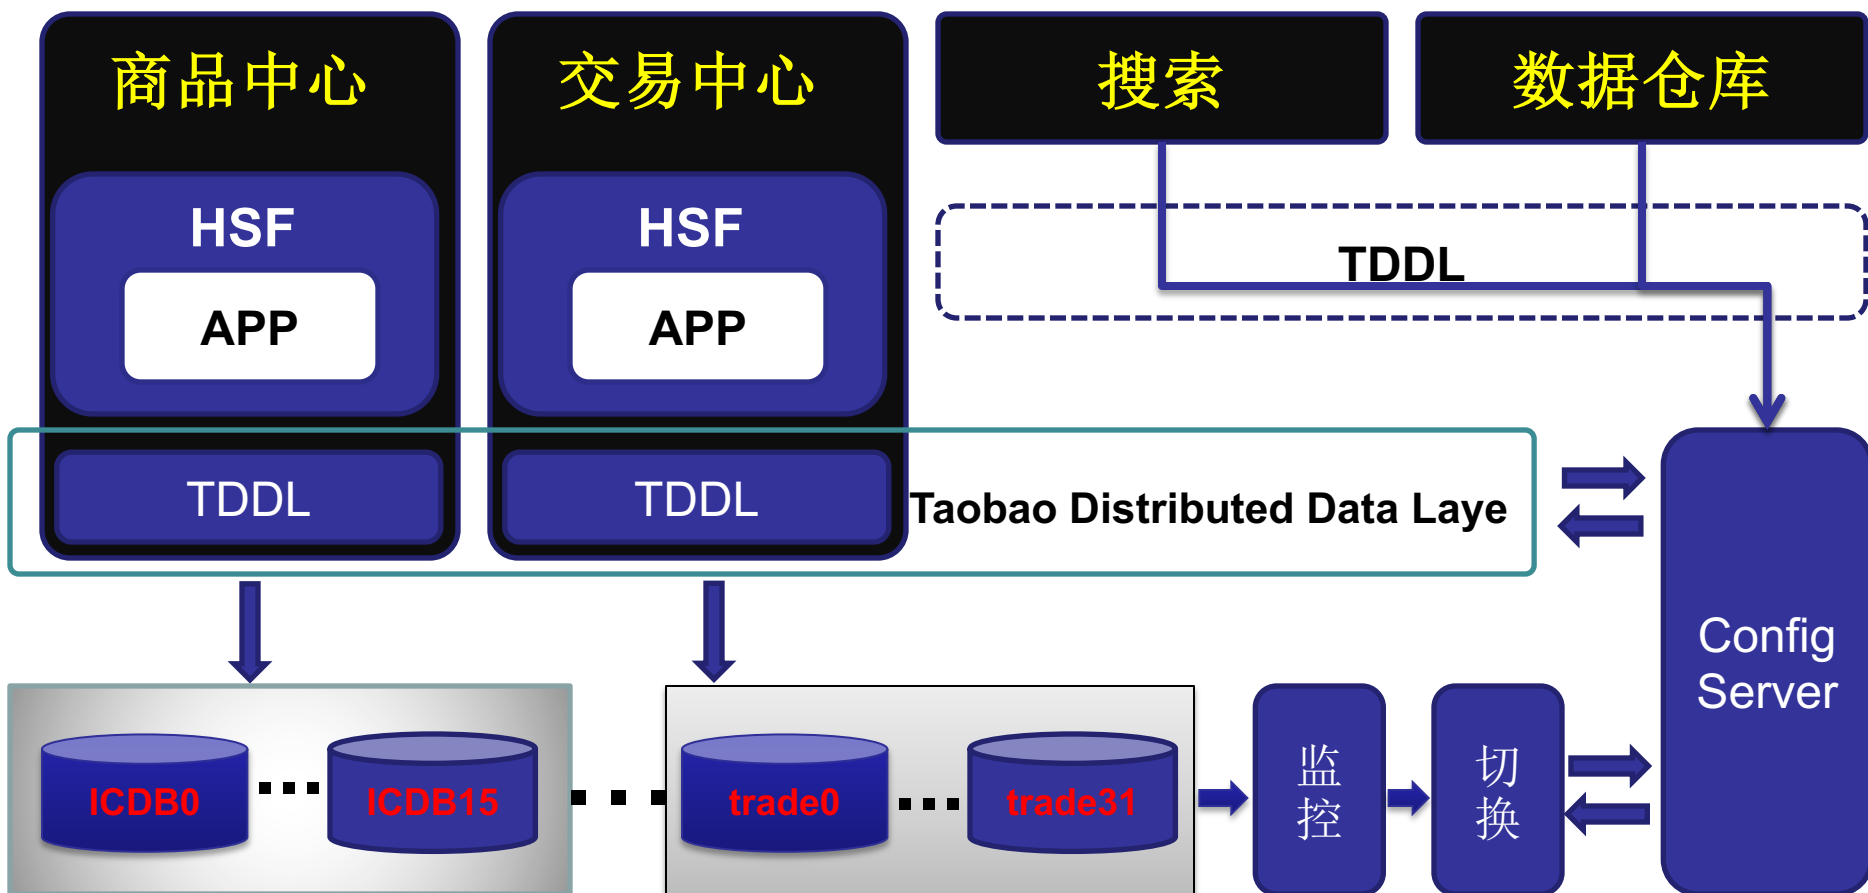 商品中心
交易中心
搜索
数据仓库
HSF
HSF
TDDL
APP
APP
TDDL
TDDL
Taobao Distributed Data Laye
Config
Server
ICDB0
ICDB15
trade0
trade31
监
控
切
换